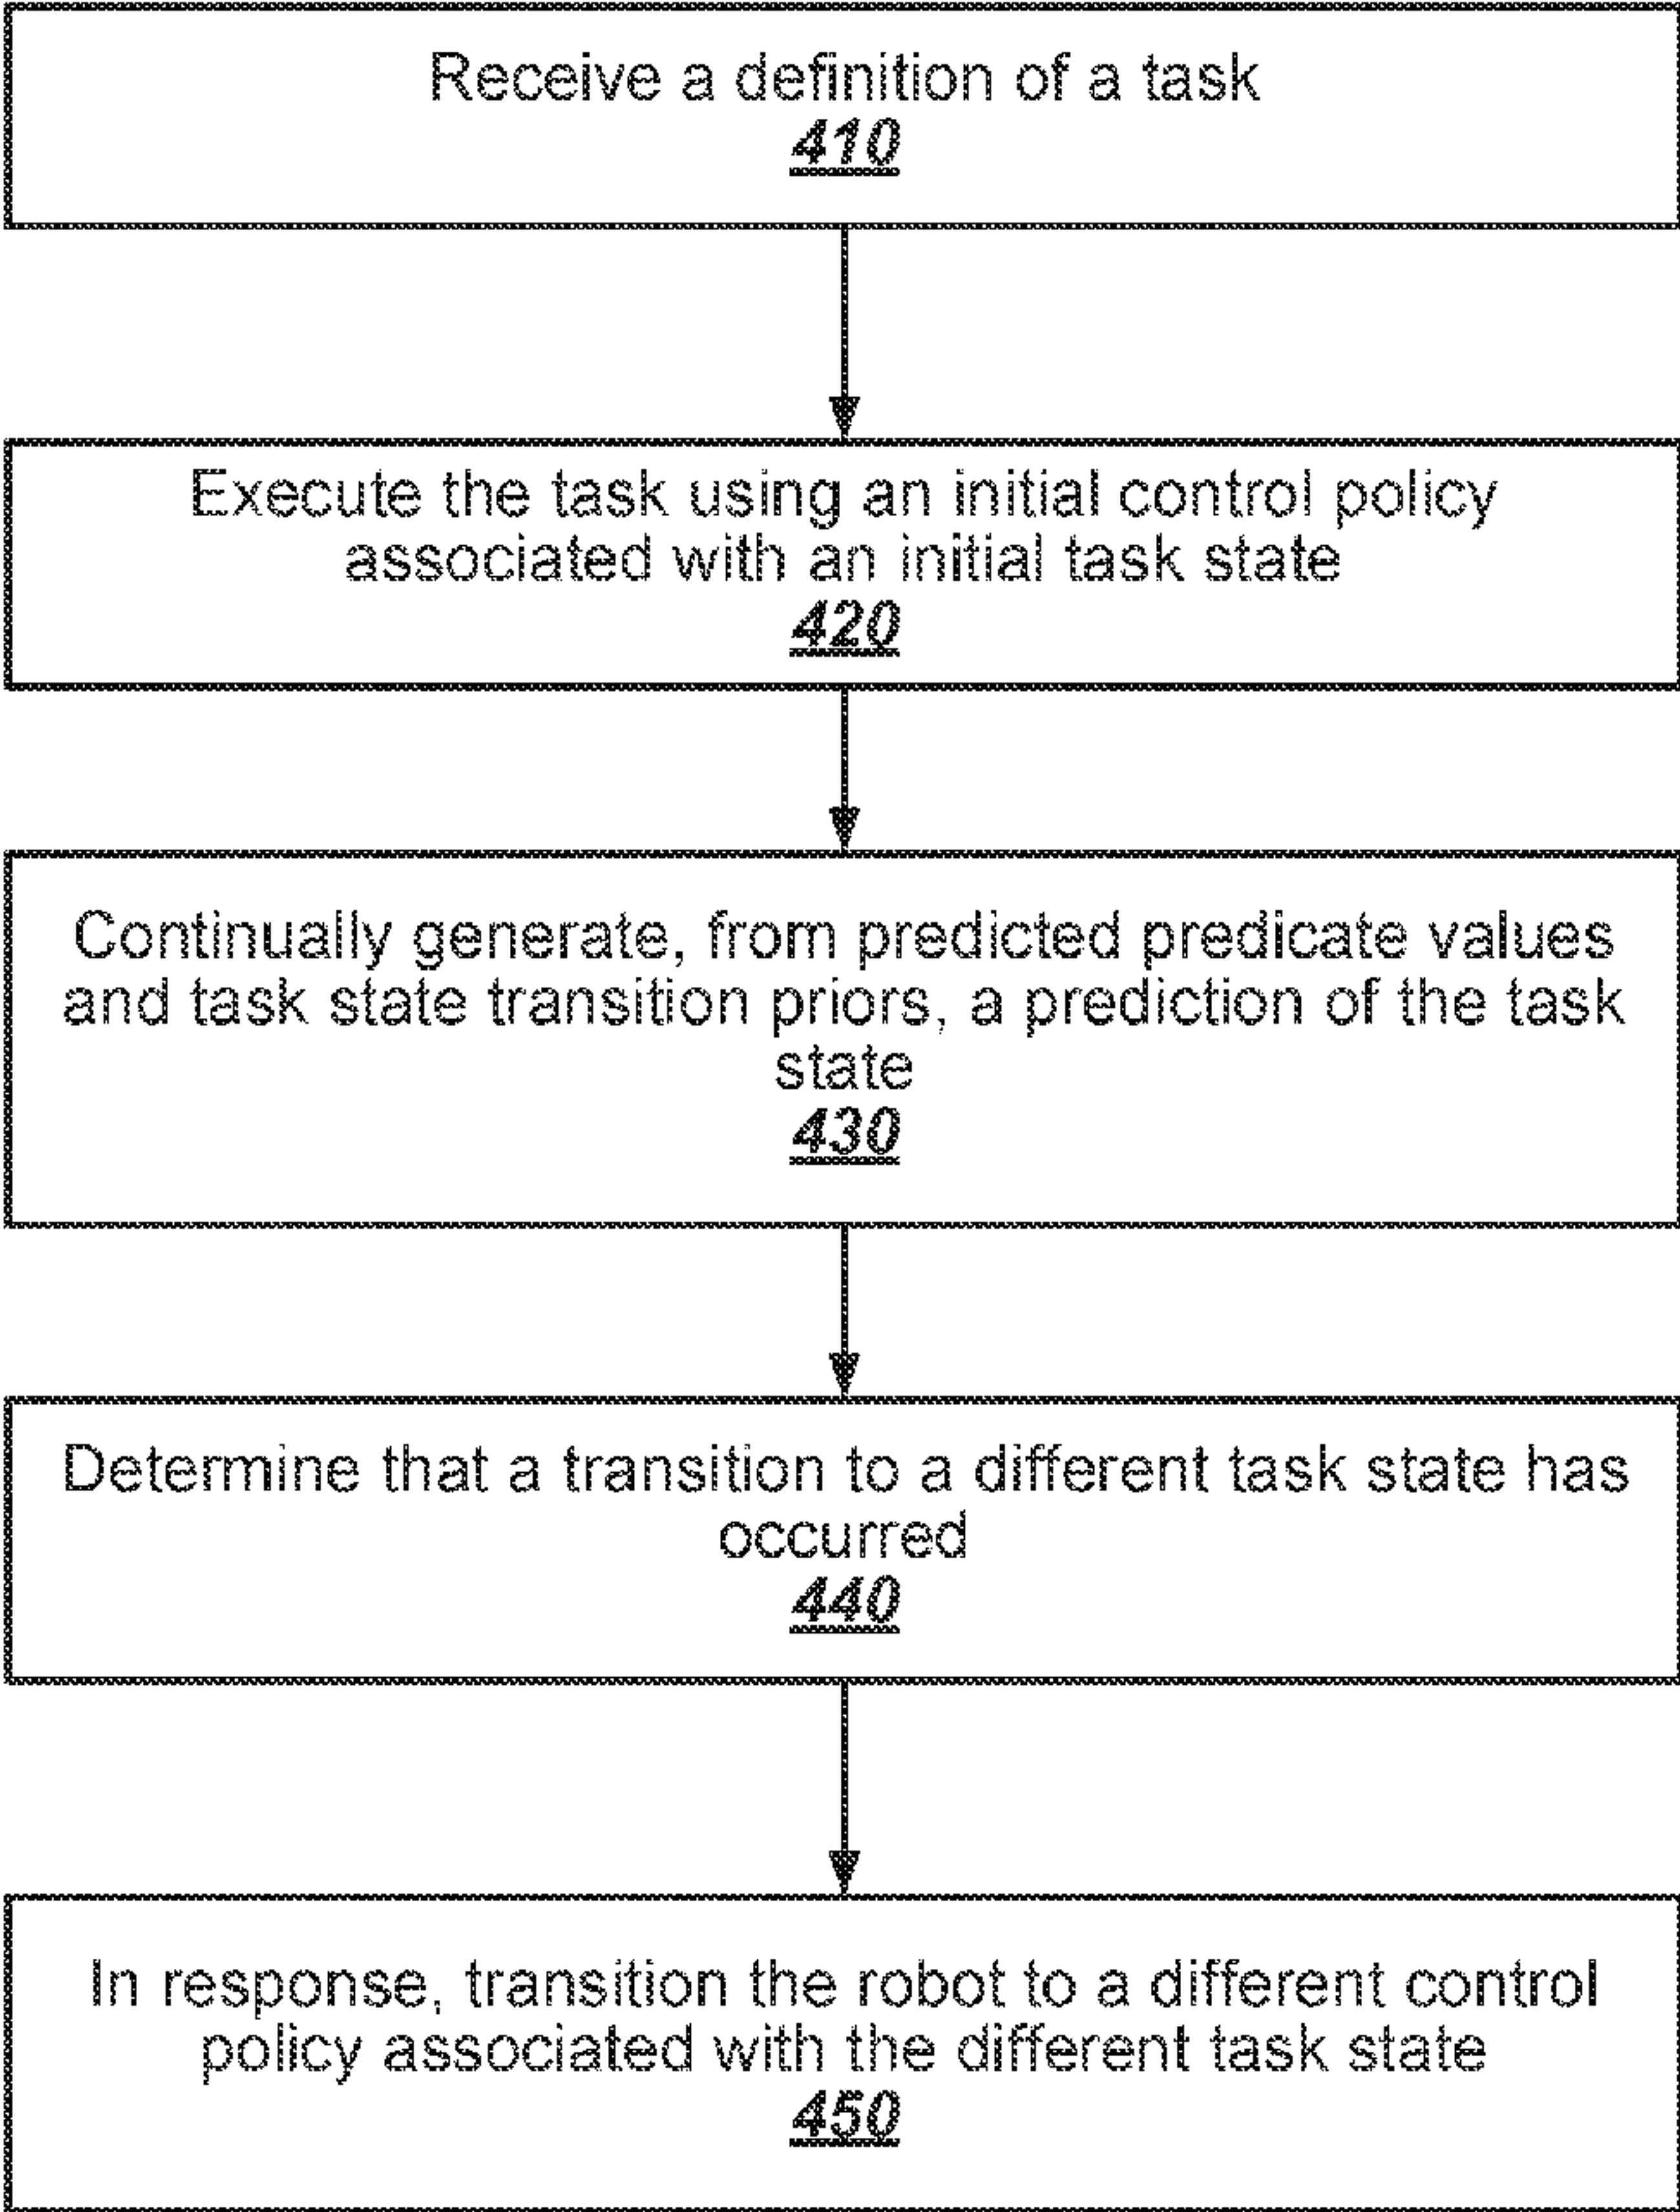 Receive a definition of a task
410
Execute the task using an initial control policy
associated with an initial task state
420
Continually generate, from predicted predicate values
and task state transition priors, a prediction of the task
state
430
Determine that a transition to a different task state has
occurred
440
In response, transition the robot to a different control
policy associated with the different task state
450